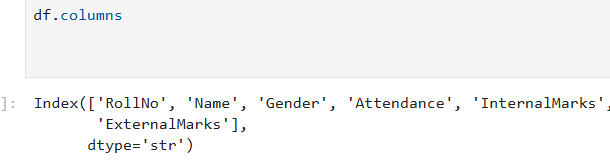 df.columns
]: Index(['RollNo', 'Name', 'Gender', 'Attendance', 'InternalMarks',
'ExternalMarks'],
dtype='str')